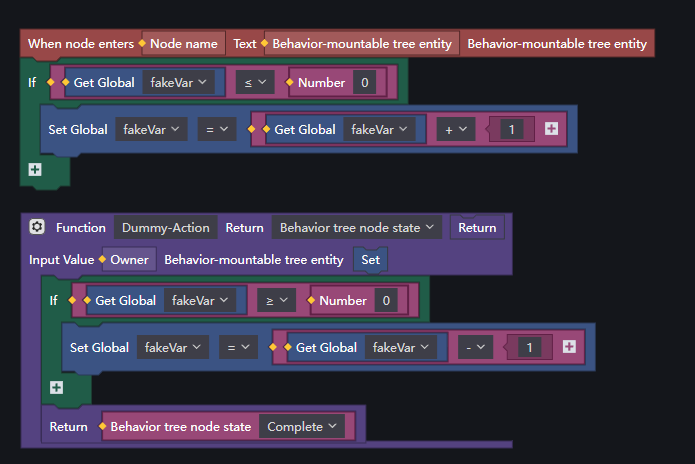 When node enters Node name Text Behavior-mountable tree entity Behavior-mountable tree entity
If Get Global fakeVar ≤ Number 0
Set Global fakeVar = Get Global fakeVar + 1
Function Dummy-Action Return Behavior tree node state Return
Input Value Owner Behavior-mountable tree entity Set
If Get Global fakeVar ≥ Number 0
Set Global fakeVar = Get Global fakeVar - 1
Return Behavior tree node state Complete